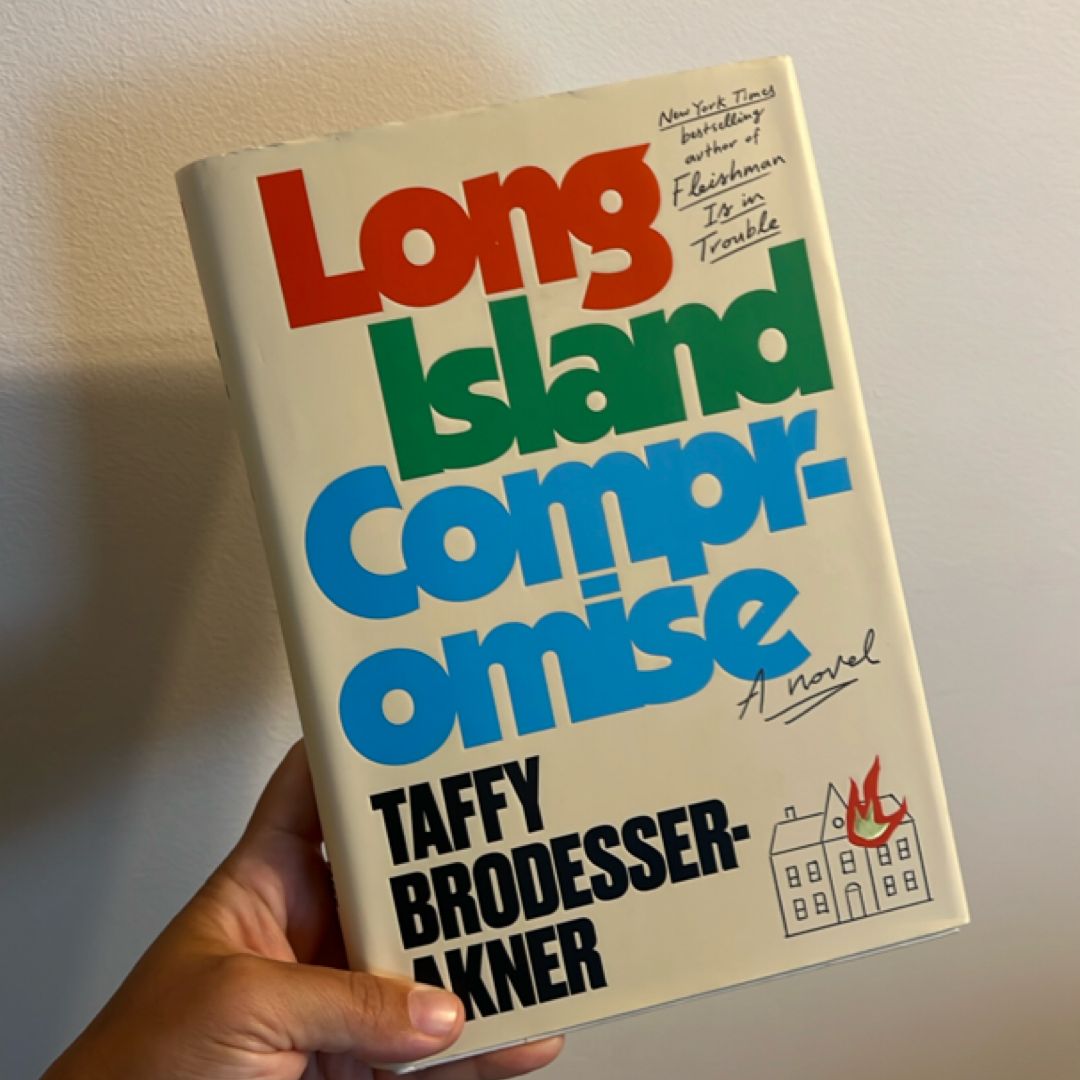 New York Times
bestselling
author of
Fleishman
Is in
Trouble
Long
Island
Compr-
omise
A novel
TAFFY
BRODESSER-
AKNER